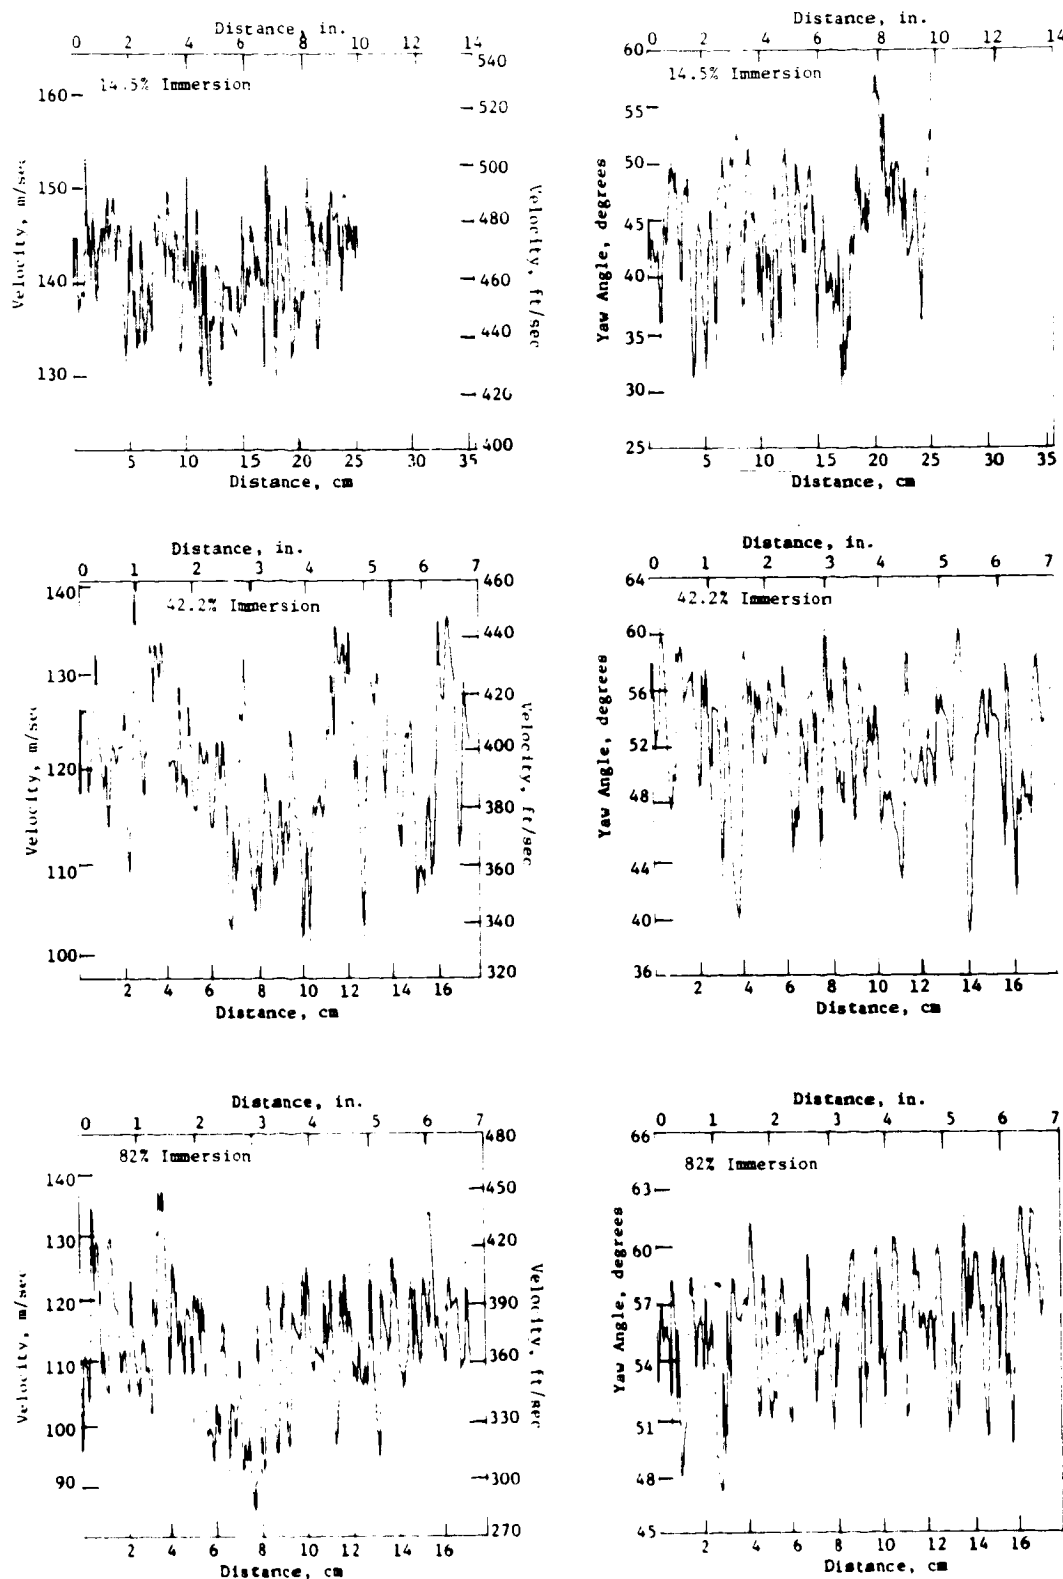 Distance, in.
0 2 4 6 8 10 12 14
14.5% Immersion
160
150
140
130
Velocity, m/sec
540
520
500
480
460
440
420
400
Velocity, ft/sec
5 10 15 20 25 30 35
Distance, cm
Distance, in.
0 2 4 6 8 10 12 14
14.5% Immersion
60
55
50
45
40
35
30
25
Yaw Angle, degrees
5 10 15 20 25 30 35
Distance, cm
Distance, in.
0 1 2 3 4 5 6 7
42.2% Immersion
140
130
120
110
100
Velocity, m/sec
460
440
420
400
380
360
340
320
Velocity, ft/sec
2 4 6 8 10 12 14 16
Distance, cm
Distance, in.
0 1 2 3 4 5 6 7
42.2% Immersion
64
60
56
52
48
44
40
36
Yaw Angle, degrees
2 4 6 8 10 12 14 16
Distance, cm
Distance, in.
0 1 2 3 4 5 6 7
82% Immersion
140
130
120
110
100
90
Velocity, m/sec
480
450
420
390
360
330
300
270
Velocity, ft/sec
2 4 6 8 10 12 14 16
Distance, cm
Distance, in.
0 1 2 3 4 5 6 7
82% Immersion
66
63
60
57
54
51
48
45
Yaw Angle, degrees
2 4 6 8 10 12 14 16
Distance, cm